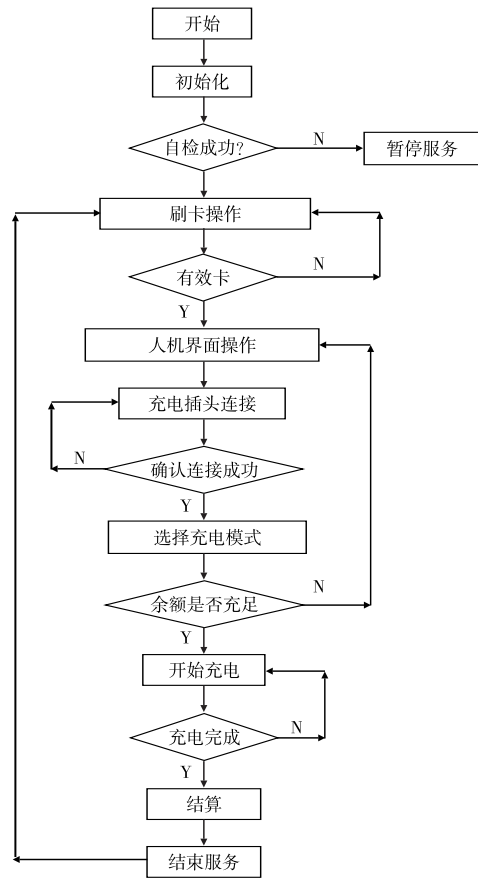 开始
初始化
自检成功?
N
暂停服务
刷卡操作
有效卡
N
Y
人机界面操作
充电插头连接
N
确认连接成功
Y
选择充电模式
余额是否充足
N
Y
开始充电
充电完成
N
Y
结算
结束服务